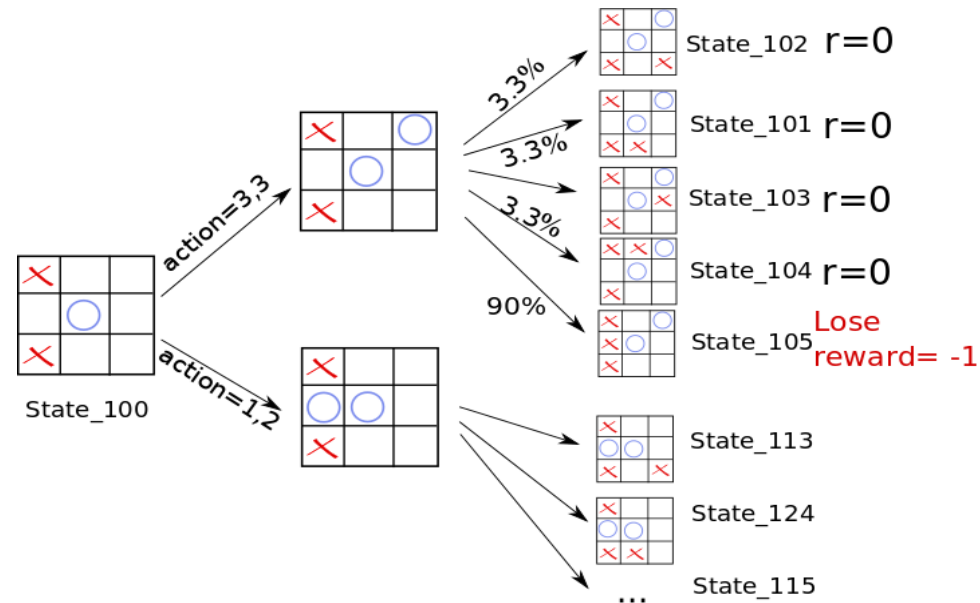 State_102 r=0
3.3%
State_101 r=0
3.3%
action=3,3
State_103 r=0
3.3%
State_104 r=0
90%
Lose
State_105
reward= -1
State_100
action=1,2
State_113
State_124
... State_115